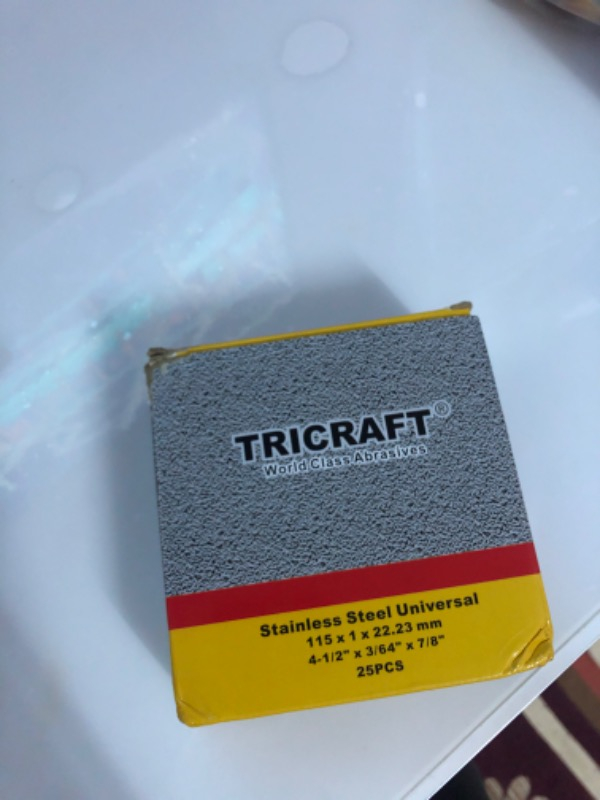 TRICRAFT®
World Class Abrasives
Stainless Steel Universal
115 x 1 x 22.23 mm
4-1/2" x 3/64" x 7/8"
25PCS